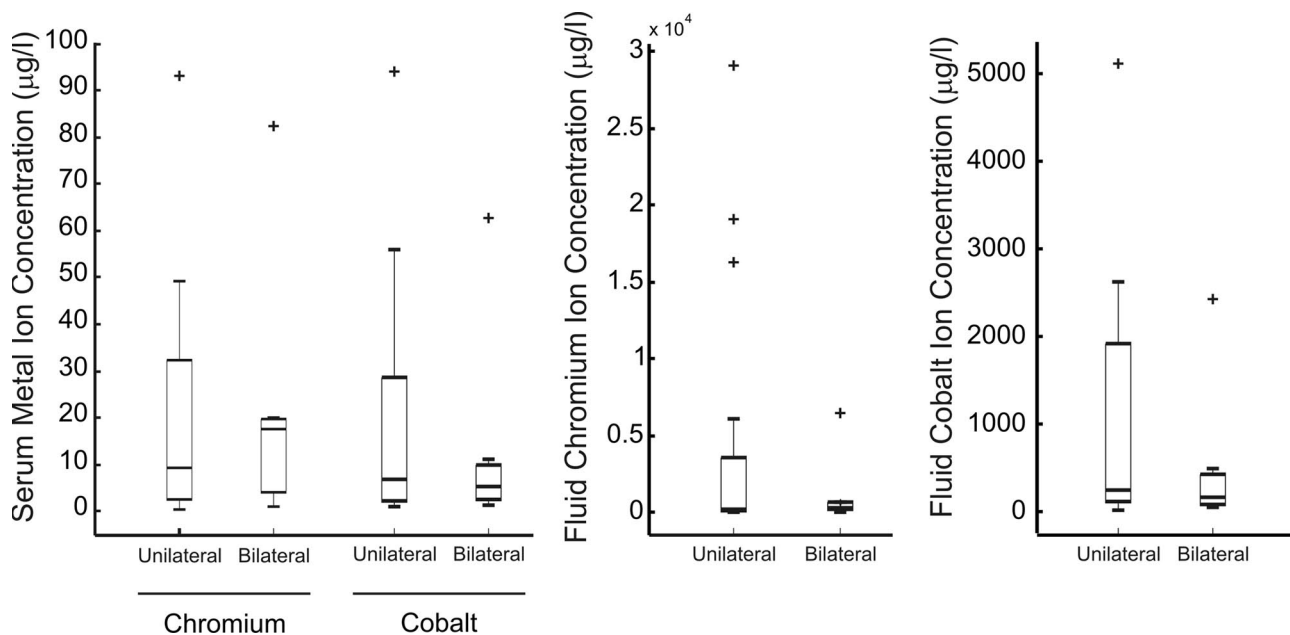 Serum Metal Ion Concentration (μg/l)
100
90
80
70
60
50
40
30
20
10
0
Unilateral
Bilateral
Unilateral
Bilateral
Chromium
Cobalt
Fluid Chromium Ion Concentration (μg/l)
x 10⁴
3
2.5
2
1.5
1
0.5
0
Unilateral
Bilateral
Fluid Cobalt Ion Concentration (μg/l)
5000
4000
3000
2000
1000
0
Unilateral
Bilateral